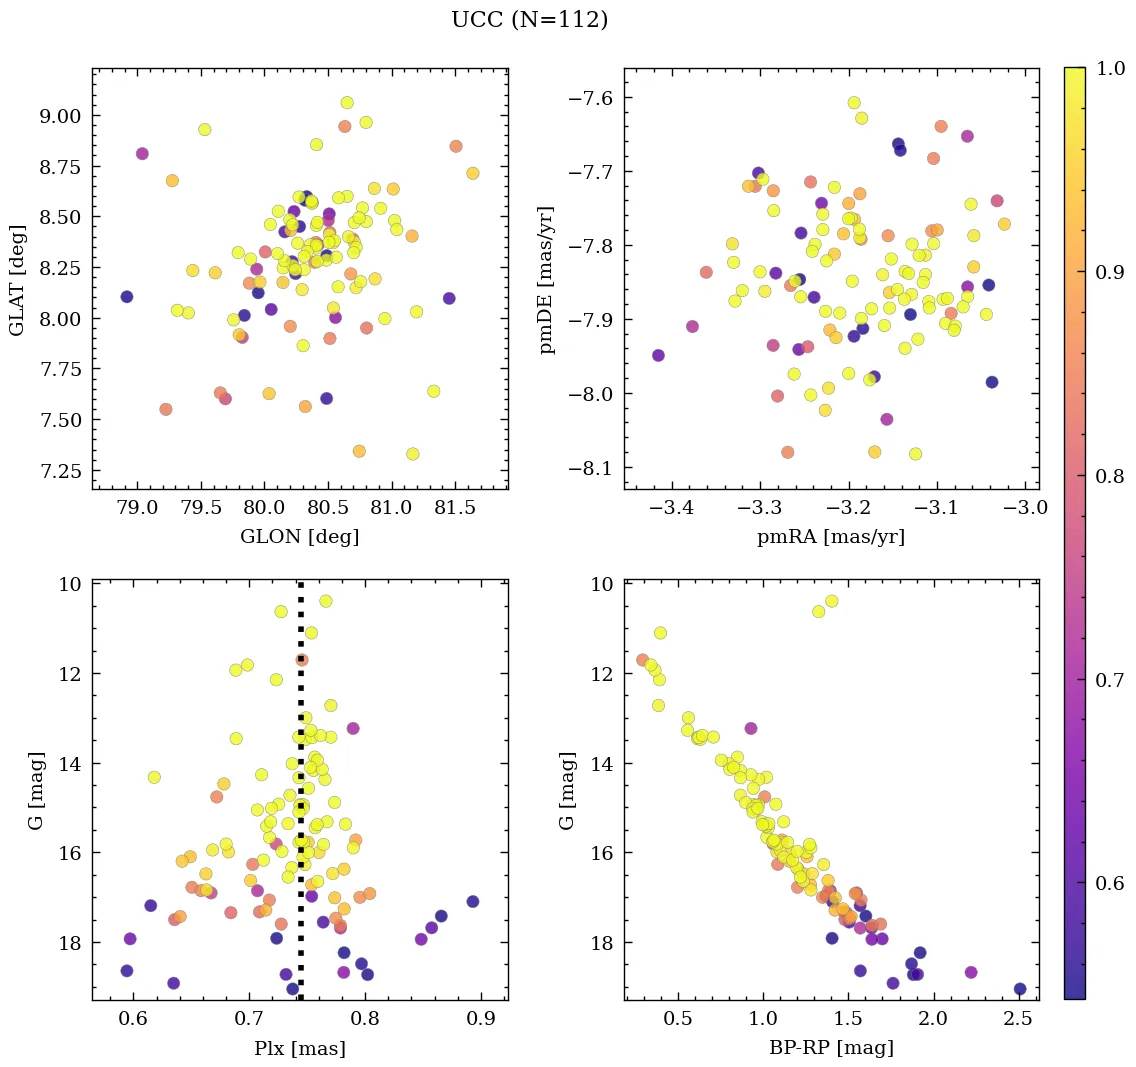 UCC (N=112)
9.00
8.75
8.50
8.25
8.00
7.75
7.50
7.25
GLAT [deg]
79.0 79.5 80.0 80.5 81.0 81.5
GLON [deg]
−7.6
−7.7
−7.8
−7.9
−8.0
−8.1
pmDE [mas/yr]
−3.4 −3.3 −3.2 −3.1 −3.0
pmRA [mas/yr]
10
12
14
16
18
G [mag]
0.6 0.7 0.8 0.9
Plx [mas]
10
12
14
16
18
G [mag]
0.5 1.0 1.5 2.0 2.5
BP-RP [mag]
1.0
0.9
0.8
0.7
0.6